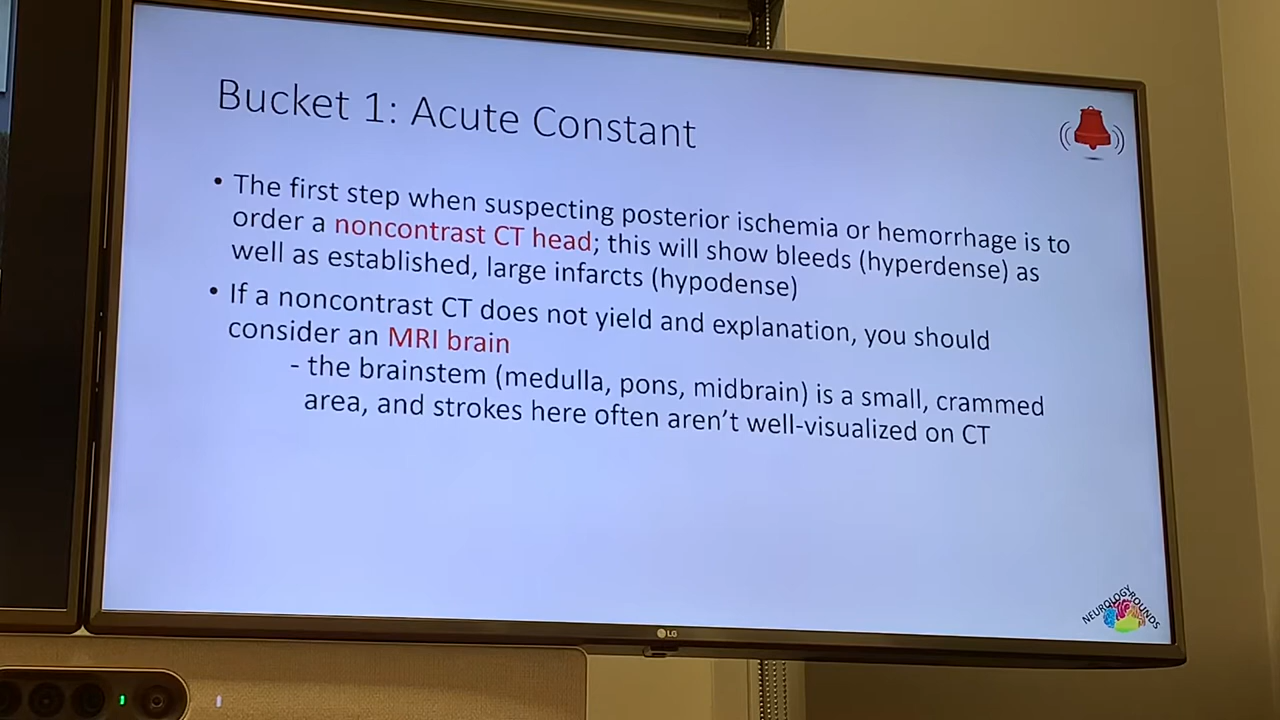 Bucket 1: Acute Constant
• The first step when suspecting posterior ischemia or hemorrhage is to
order a noncontrast CT head; this will show bleeds (hyperdense) as
well as established, large infarcts (hypodense)
• If a noncontrast CT does not yield and explanation, you should
consider an MRI brain
- the brainstem (medulla, pons, midbrain) is a small, crammed
area, and strokes here often aren't well-visualized on CT
NEUROLOGY ROUNDS
LG